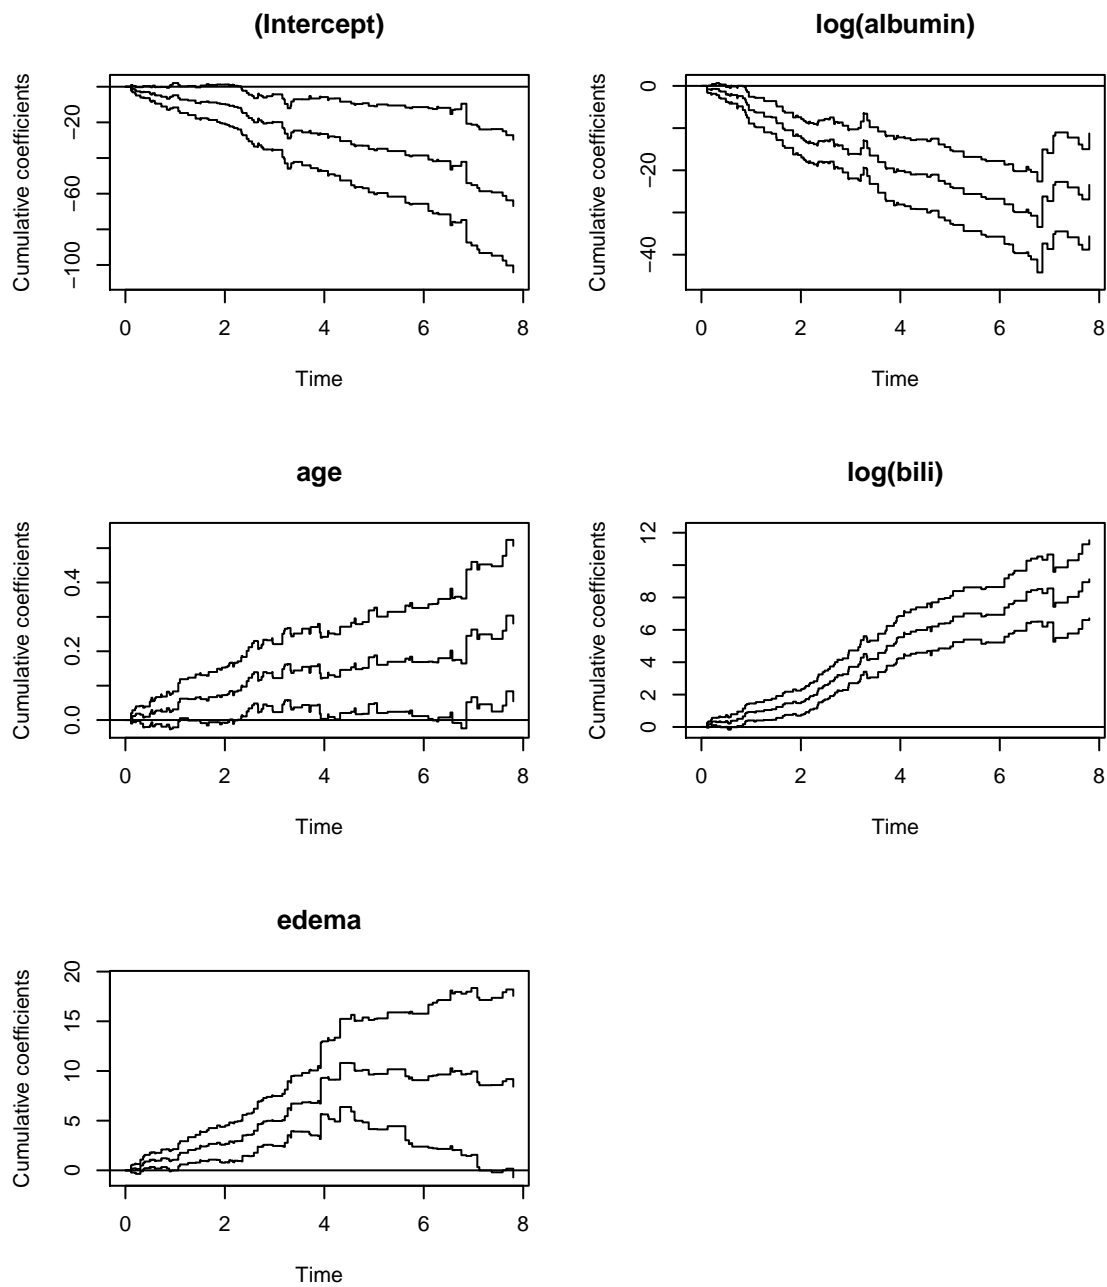 (Intercept)
Cumulative coefficients
−20
−60
−100
0 2 4 6 8
Time
log(albumin)
Cumulative coefficients
0
−20
−40
0 2 4 6 8
Time
age
Cumulative coefficients
0.4
0.2
0.0
0 2 4 6 8
Time
log(bili)
Cumulative coefficients
12
8
6
4
2
0
0 2 4 6 8
Time
edema
Cumulative coefficients
20
15
10
5
0
0 2 4 6 8
Time